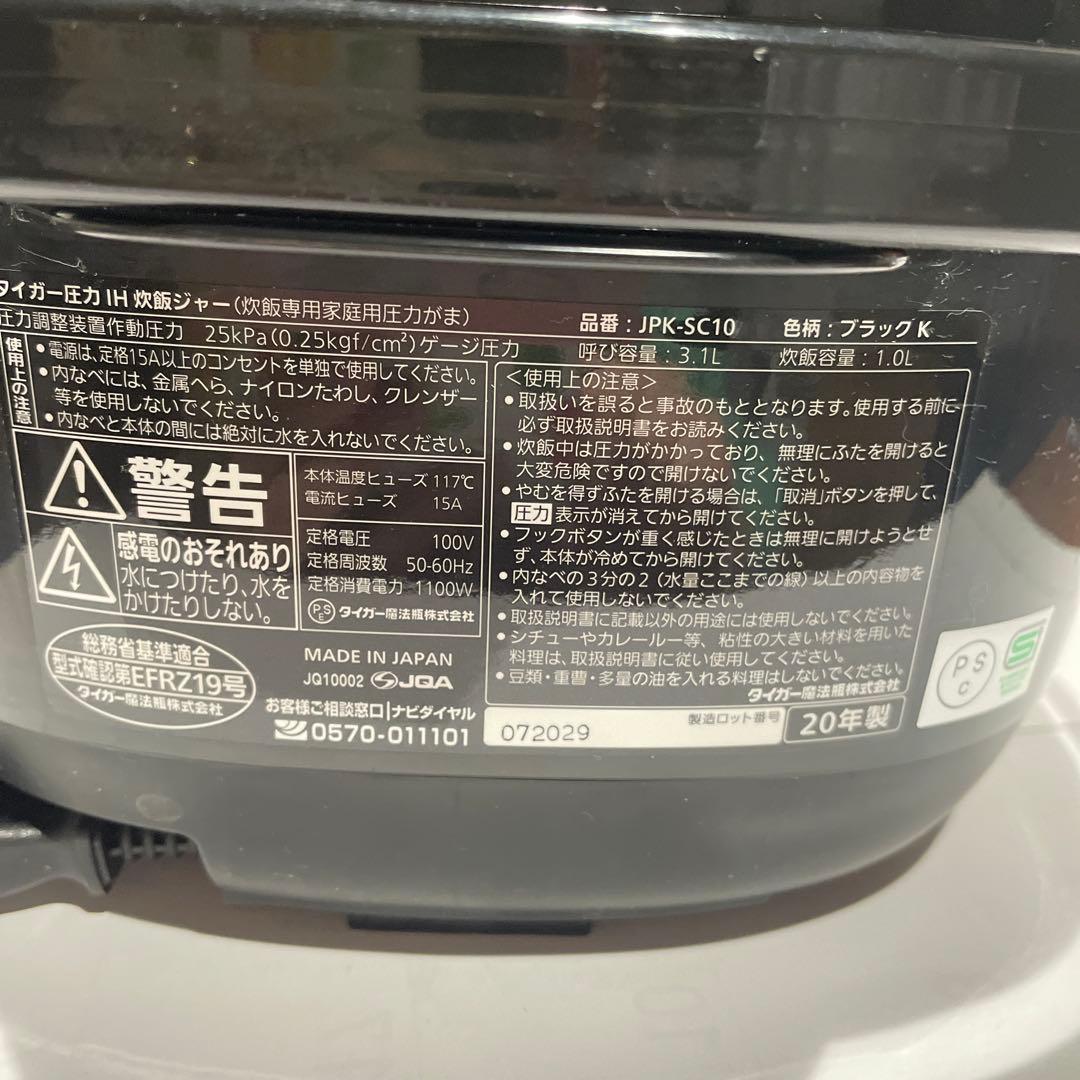 タイガー圧力IH炊飯ジャー(炊飯専用家庭用圧力がま)
品番:JPK-SC10 色柄:ブラックK
圧力調整装置作動圧力 25kPa(0.25kgf/cm²)ゲージ圧力
呼び容量:3.1L 炊飯容量:1.0L
使用上の注意
•電源は、定格15A以上のコンセントを単独で使用してください。
•内なべには、金属へら、ナイロンたわし、クレンザー
等を使用しないでください。
•内なべと本体の間には絶対に水を入れないでください。
警告
感電のおそれあり
水につけたり、水を
かけたりしない。
本体温度ヒューズ 117℃
電流ヒューズ 15A
定格電圧 100V
定格周波数 50-60Hz
定格消費電力 1100W
PSE タイガー魔法瓶株式会社
総務省基準適合
型式確認第EFRZ19号
タイガー魔法瓶株式会社
MADE IN JAPAN
JQ10002 JQA
お客様ご相談窓口|ナビダイヤル
0570-011101
<使用上の注意>
•取扱いを誤ると事故のもととなります。使用する前に
必ず取扱説明書をお読みください。
•炊飯中は圧力がかかっており、無理にふたを開けると
大変危険ですので開けないでください。
•やむを得ずふたを開ける場合は、「取消」ボタンを押して、
圧力 表示が消えてから開けてください。
•フックボタンが重く感じたときは無理に開けようとせ
ず、本体が冷めてから開けてください。
•内なべの3分の2(水量ここまでの線)以上の内容物を
入れて使用しないでください。
•取扱説明書に記載以外の用途には使用しないでください。
•シチューやカレールー等、粘性の大きい材料を用いた
料理は、取扱説明書に従い使用してください。
•豆類・重曹・多量の油を入れる料理はしないでください。
タイガー魔法瓶株式会社
072029 製造ロット番号
20年製
PSC
S